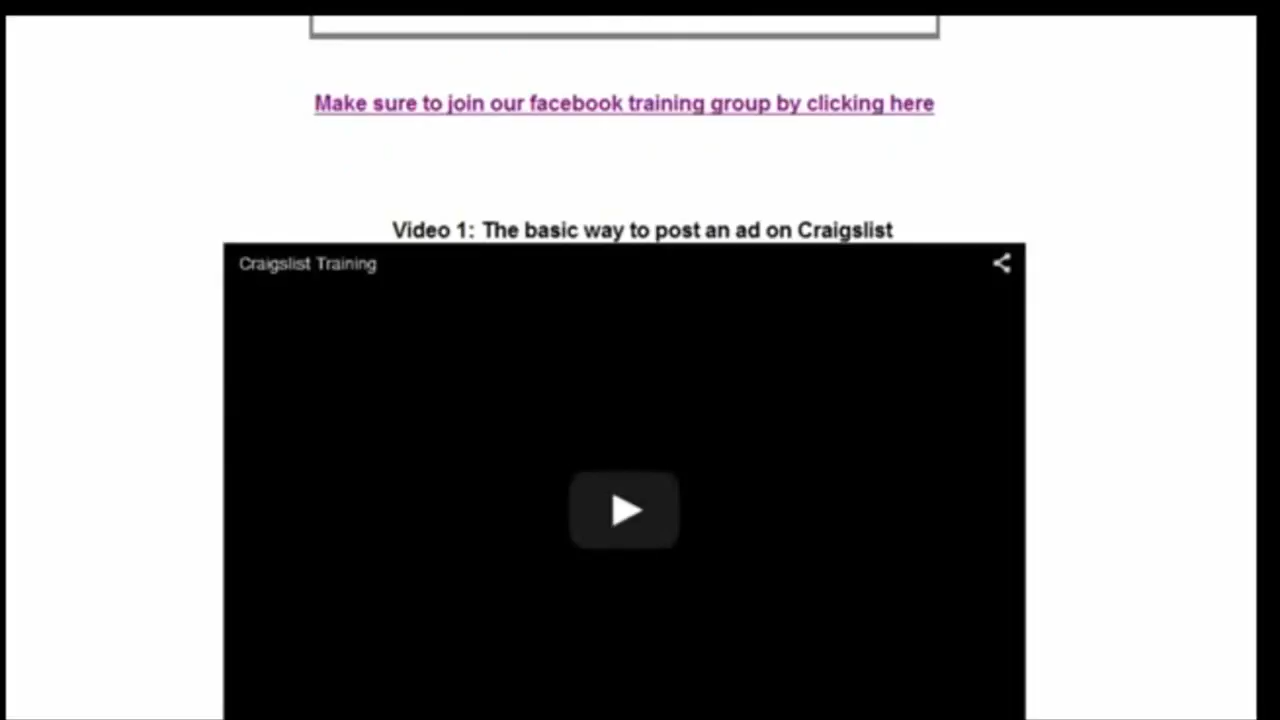 Make sure to join our facebook training group by clicking here
Video 1: The basic way to post an ad on Craigslist
Craigslist Training